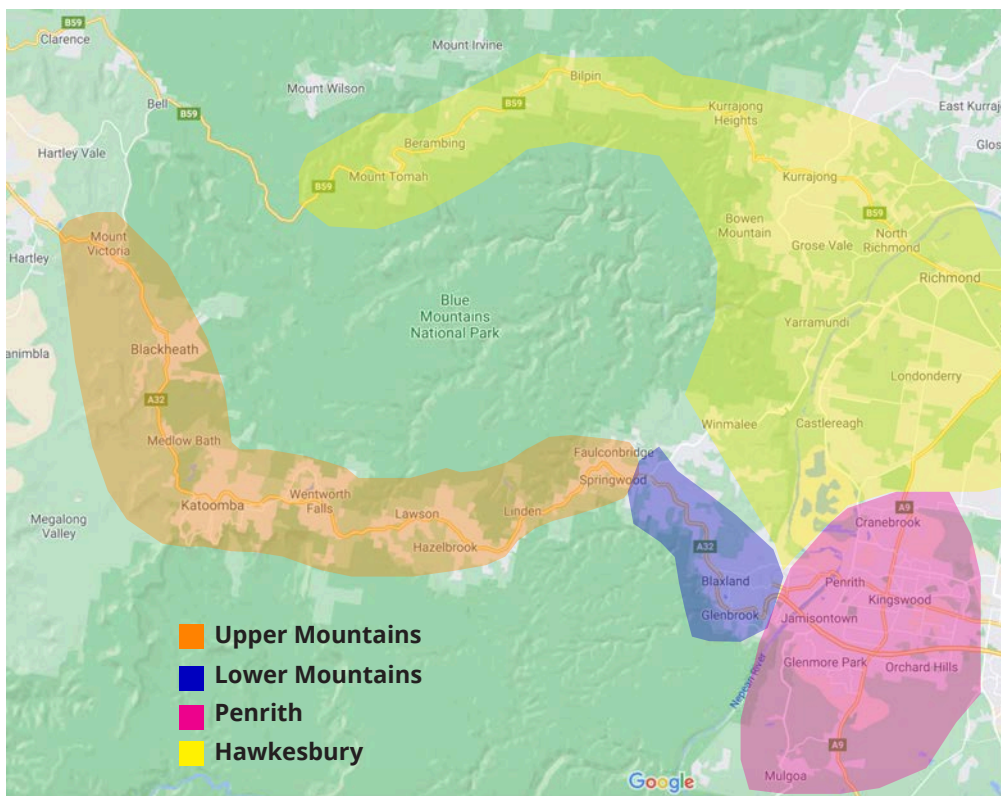 B59
Clarence
Mount Irvine
Bilpin
Mount Wilson
Bell
B59
B59
Kurrajong
Heights
East Kurraj
Hartley Vale
Berambing
Glos
B59
Mount Tomah
Kurrajong
B59
Mount
Victoria
Bowen
Mountain
North
Richmond
Grose Vale
Hartley
Richmond
Blue
Mountains
National Park
Yarramundi
Blackheath
animbla
Londonderry
A32
Winmalee
Castlereagh
Medlow Bath
Faulconbridge
Springwood
Wentworth
Falls
Katoomba
Lawson
Linden
A9
Cranebrook
Megalong
Valley
Hazelbrook
A32
Blaxland
Penrith
Kingswood
Glenbrook
Jamisontown
Upper Mountains
Glenmore Park
Orchard Hills
Lower Mountains
Nepean River
Penrith
Hawkesbury
A9
Google
Mulgoa